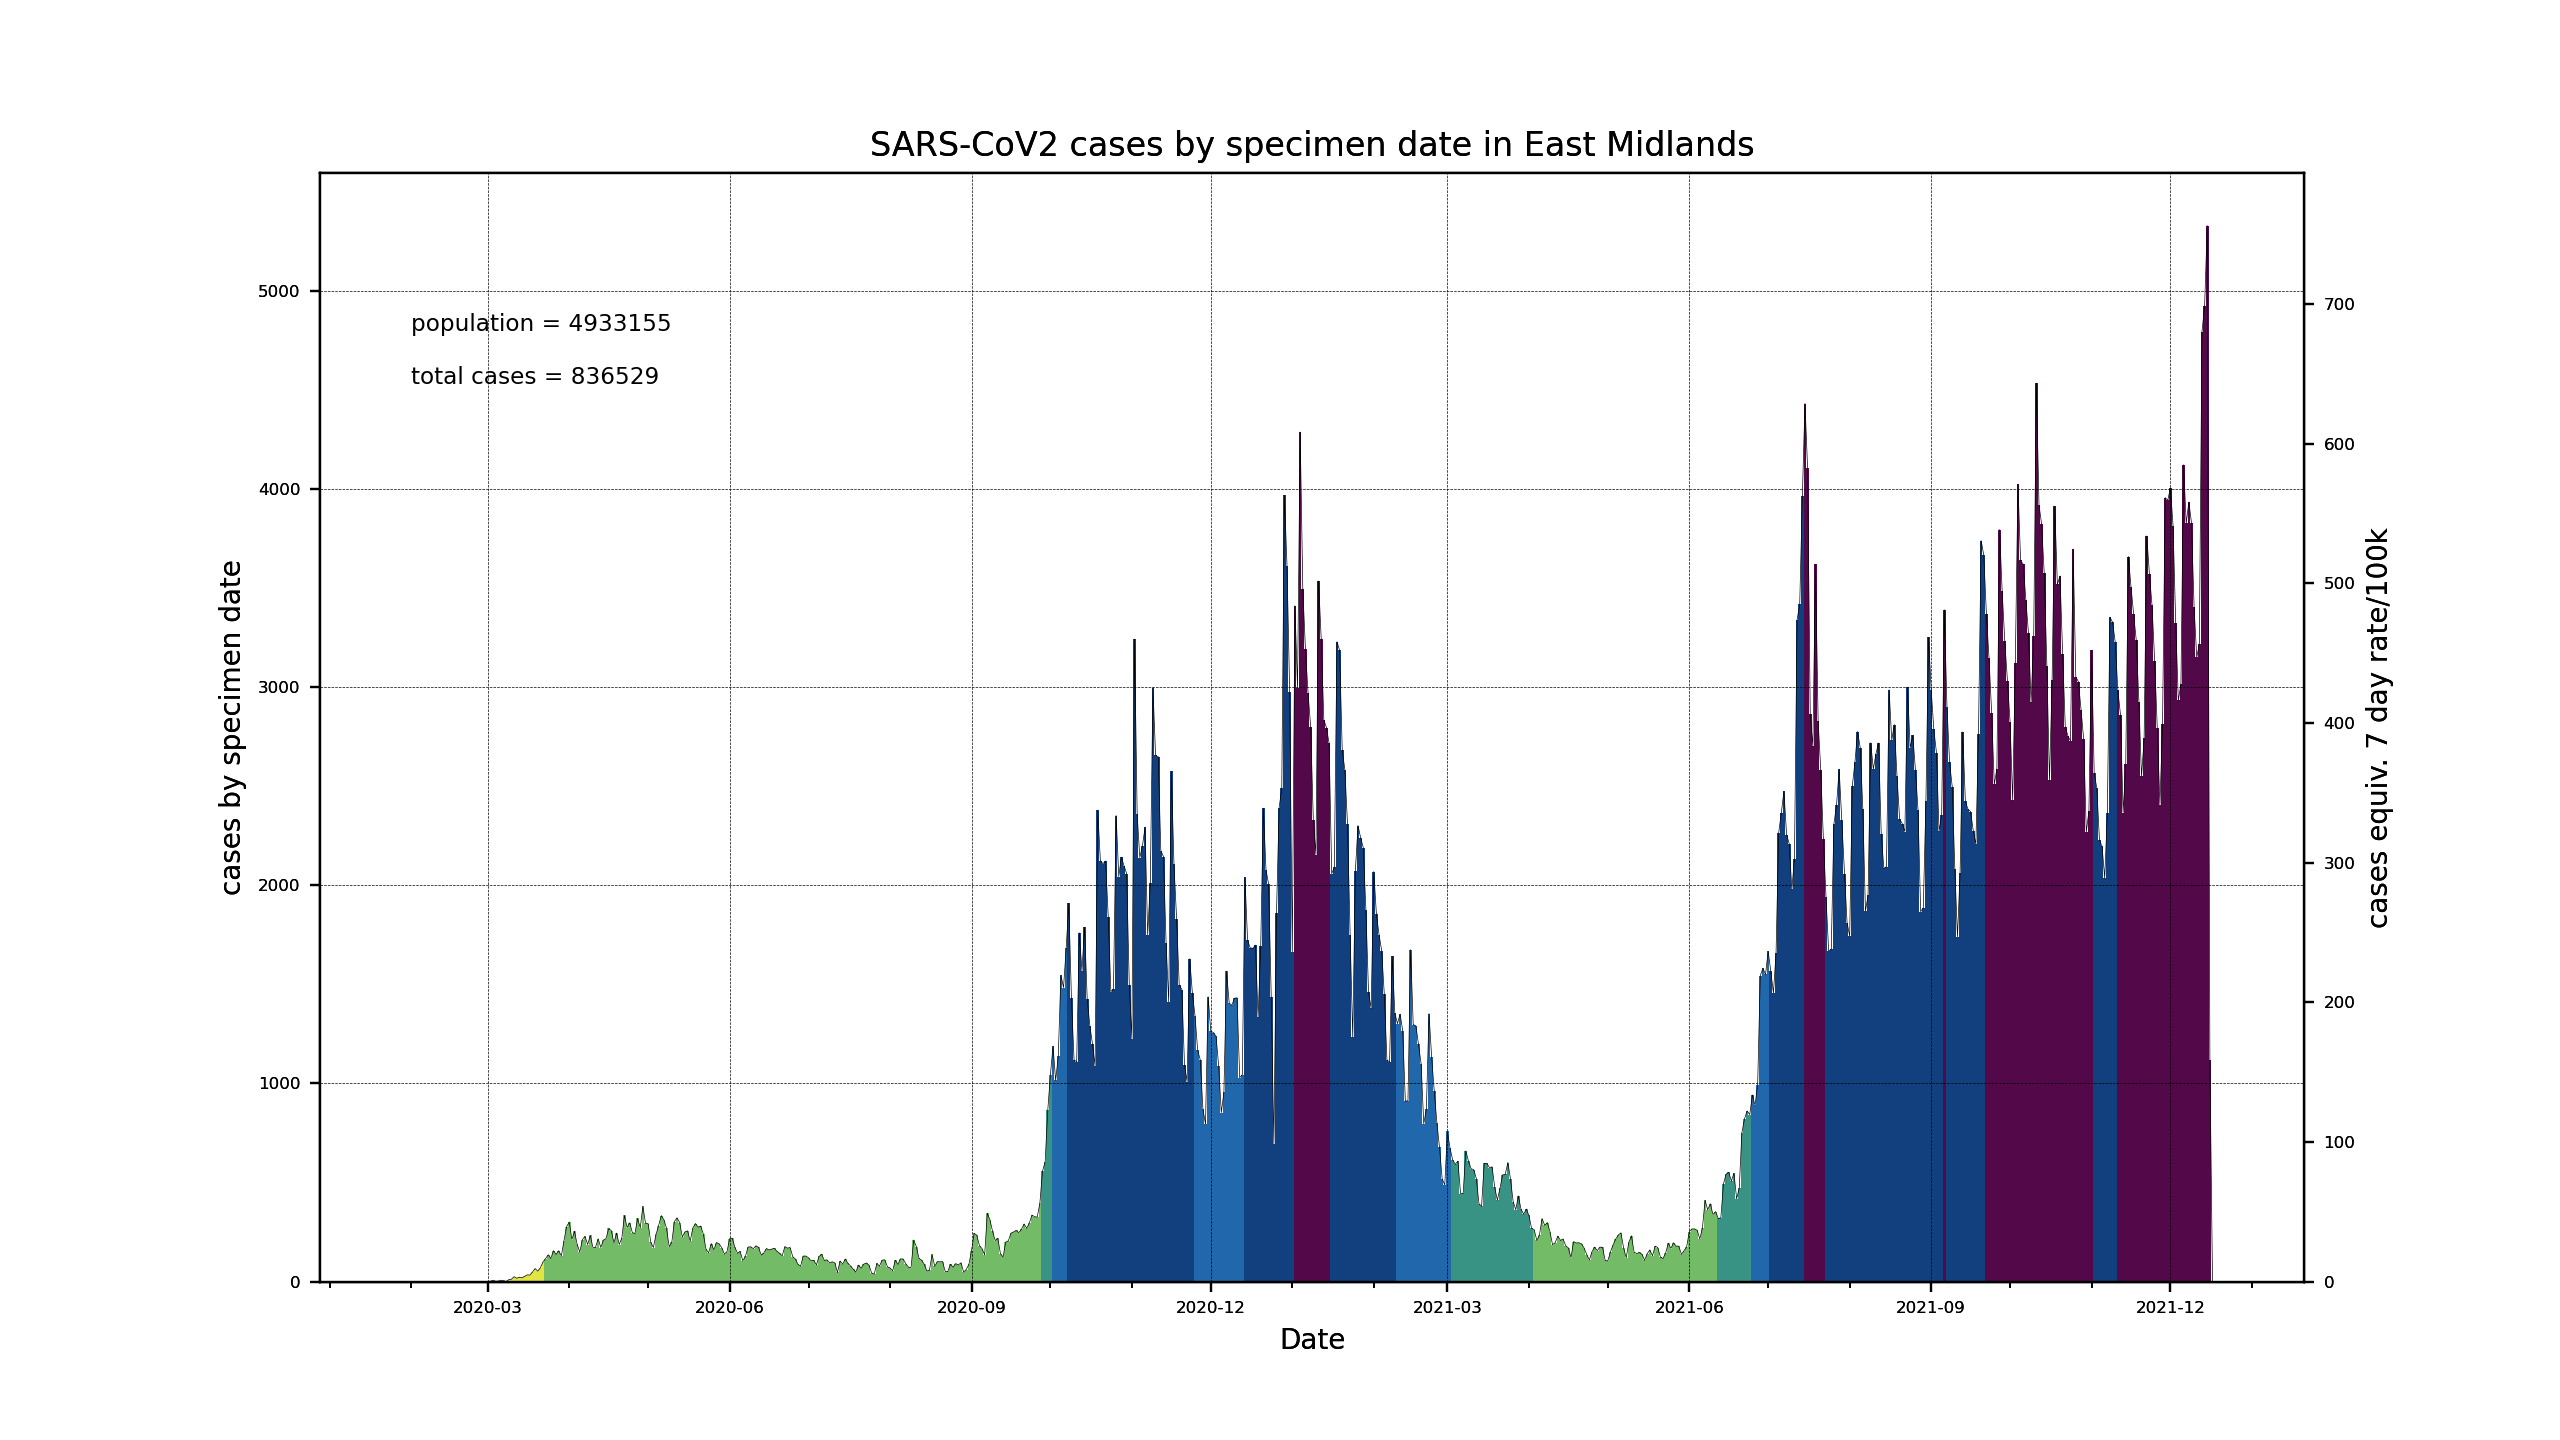 SARS-CoV2 cases by specimen date in East Midlands
population = 4933155
total cases = 836529
cases by specimen date
5000
4000
3000
2000
1000
0
700
600
500
400
300
200
100
0
cases equiv. 7 day rate/100k
2020-03 2020-06 2020-09 2020-12 2021-03 2021-06 2021-09 2021-12
Date